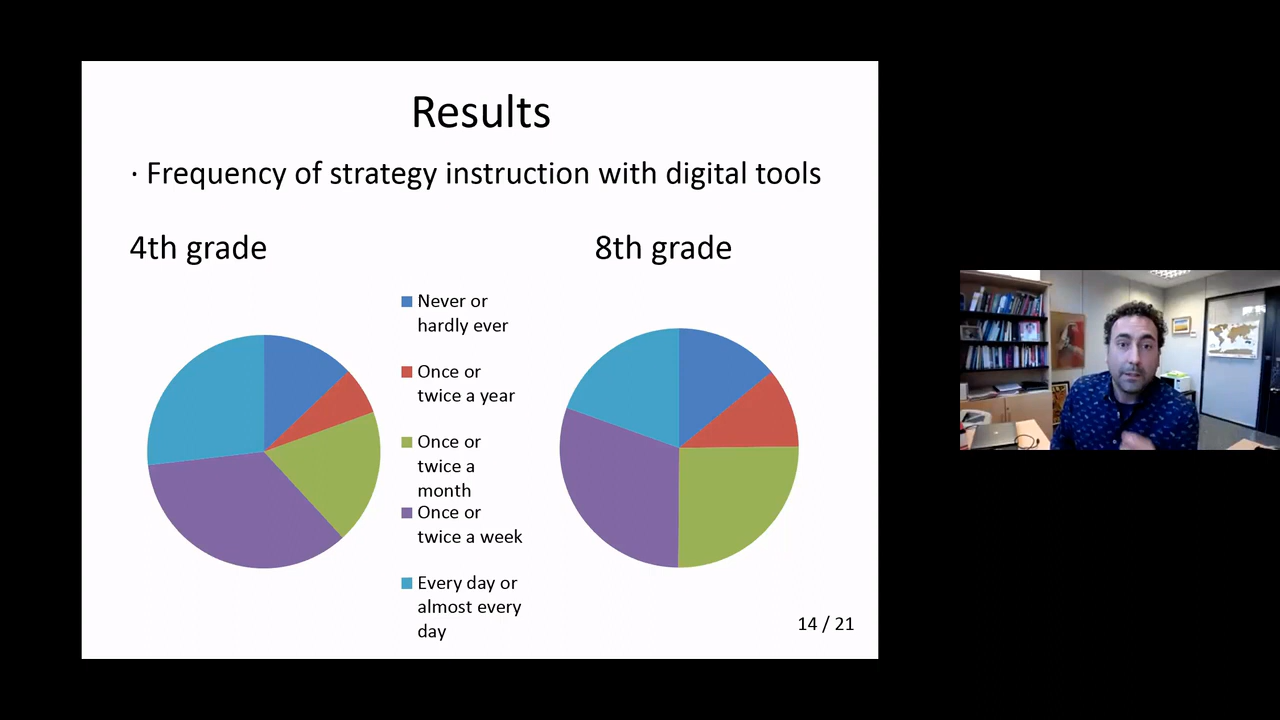 Results
· Frequency of strategy instruction with digital tools
4th grade
8th grade
Never or
hardly ever
Once or
twice a year
Once or
twice a
month
Once or
twice a week
Every day or
almost every
day
14 / 21